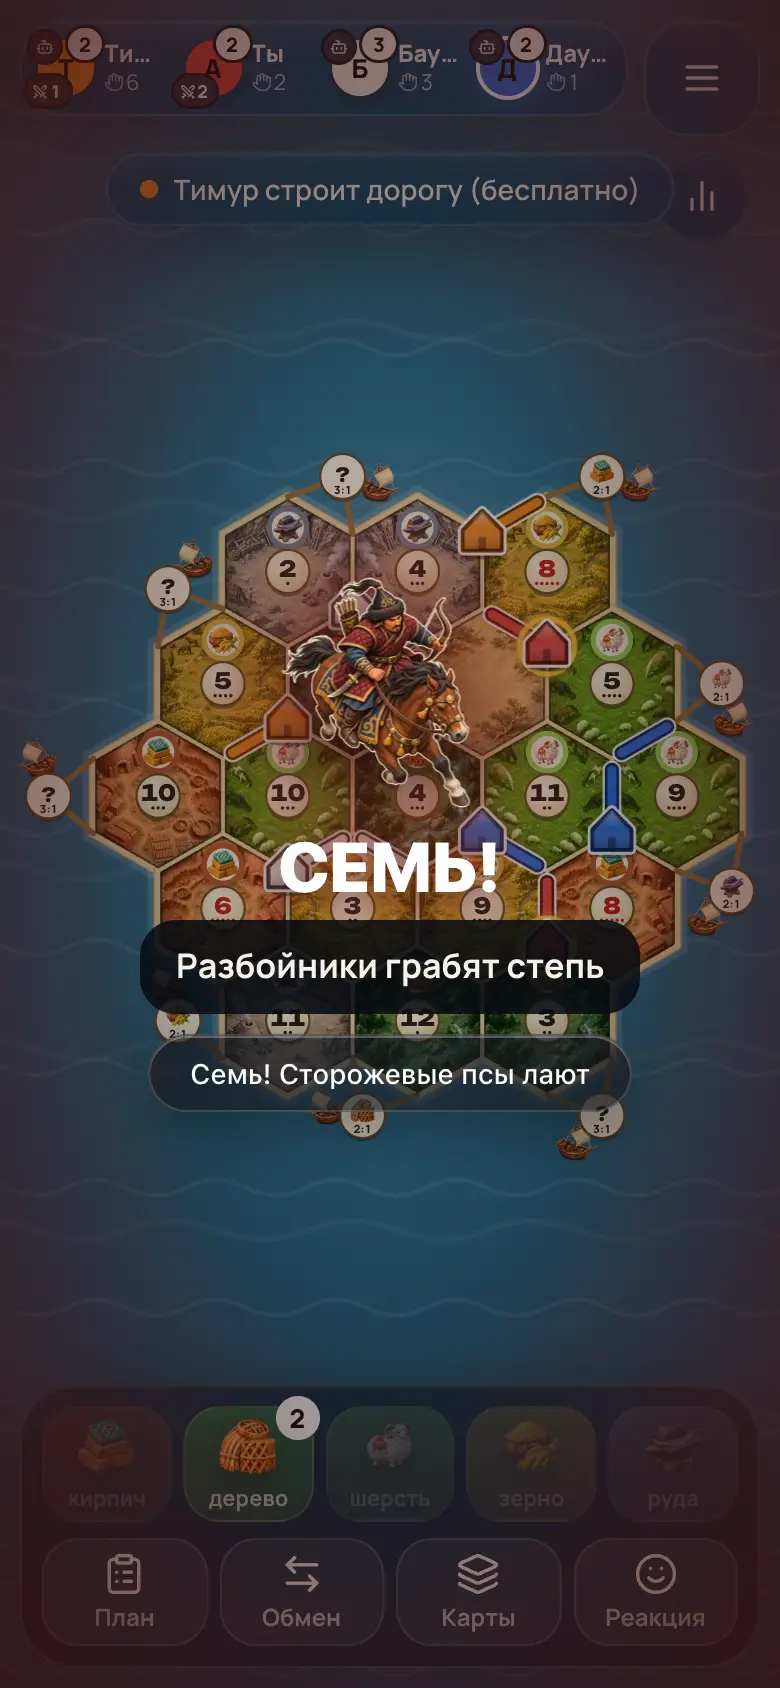 2
2
3
2
Т
Ти...
6
1
А
Ты
2
2
Б
Бау...
3
Д
Дау...
1
Тимур строит дорогу (бесплатно)
?
3:1
2:1
?
3:1
2
4
8
5
5
2:1
?
3:1
10
10
4
11
9
СЕМЬ!
6
3
9
8
2:1
Разбойники грабят степь
2:1
11
12
3
Семь! Сторожевые псы лают
2:1
?
3:1
2
кирпич
дерево
шерсть
зерно
руда
План
Обмен
Карты
Реакция